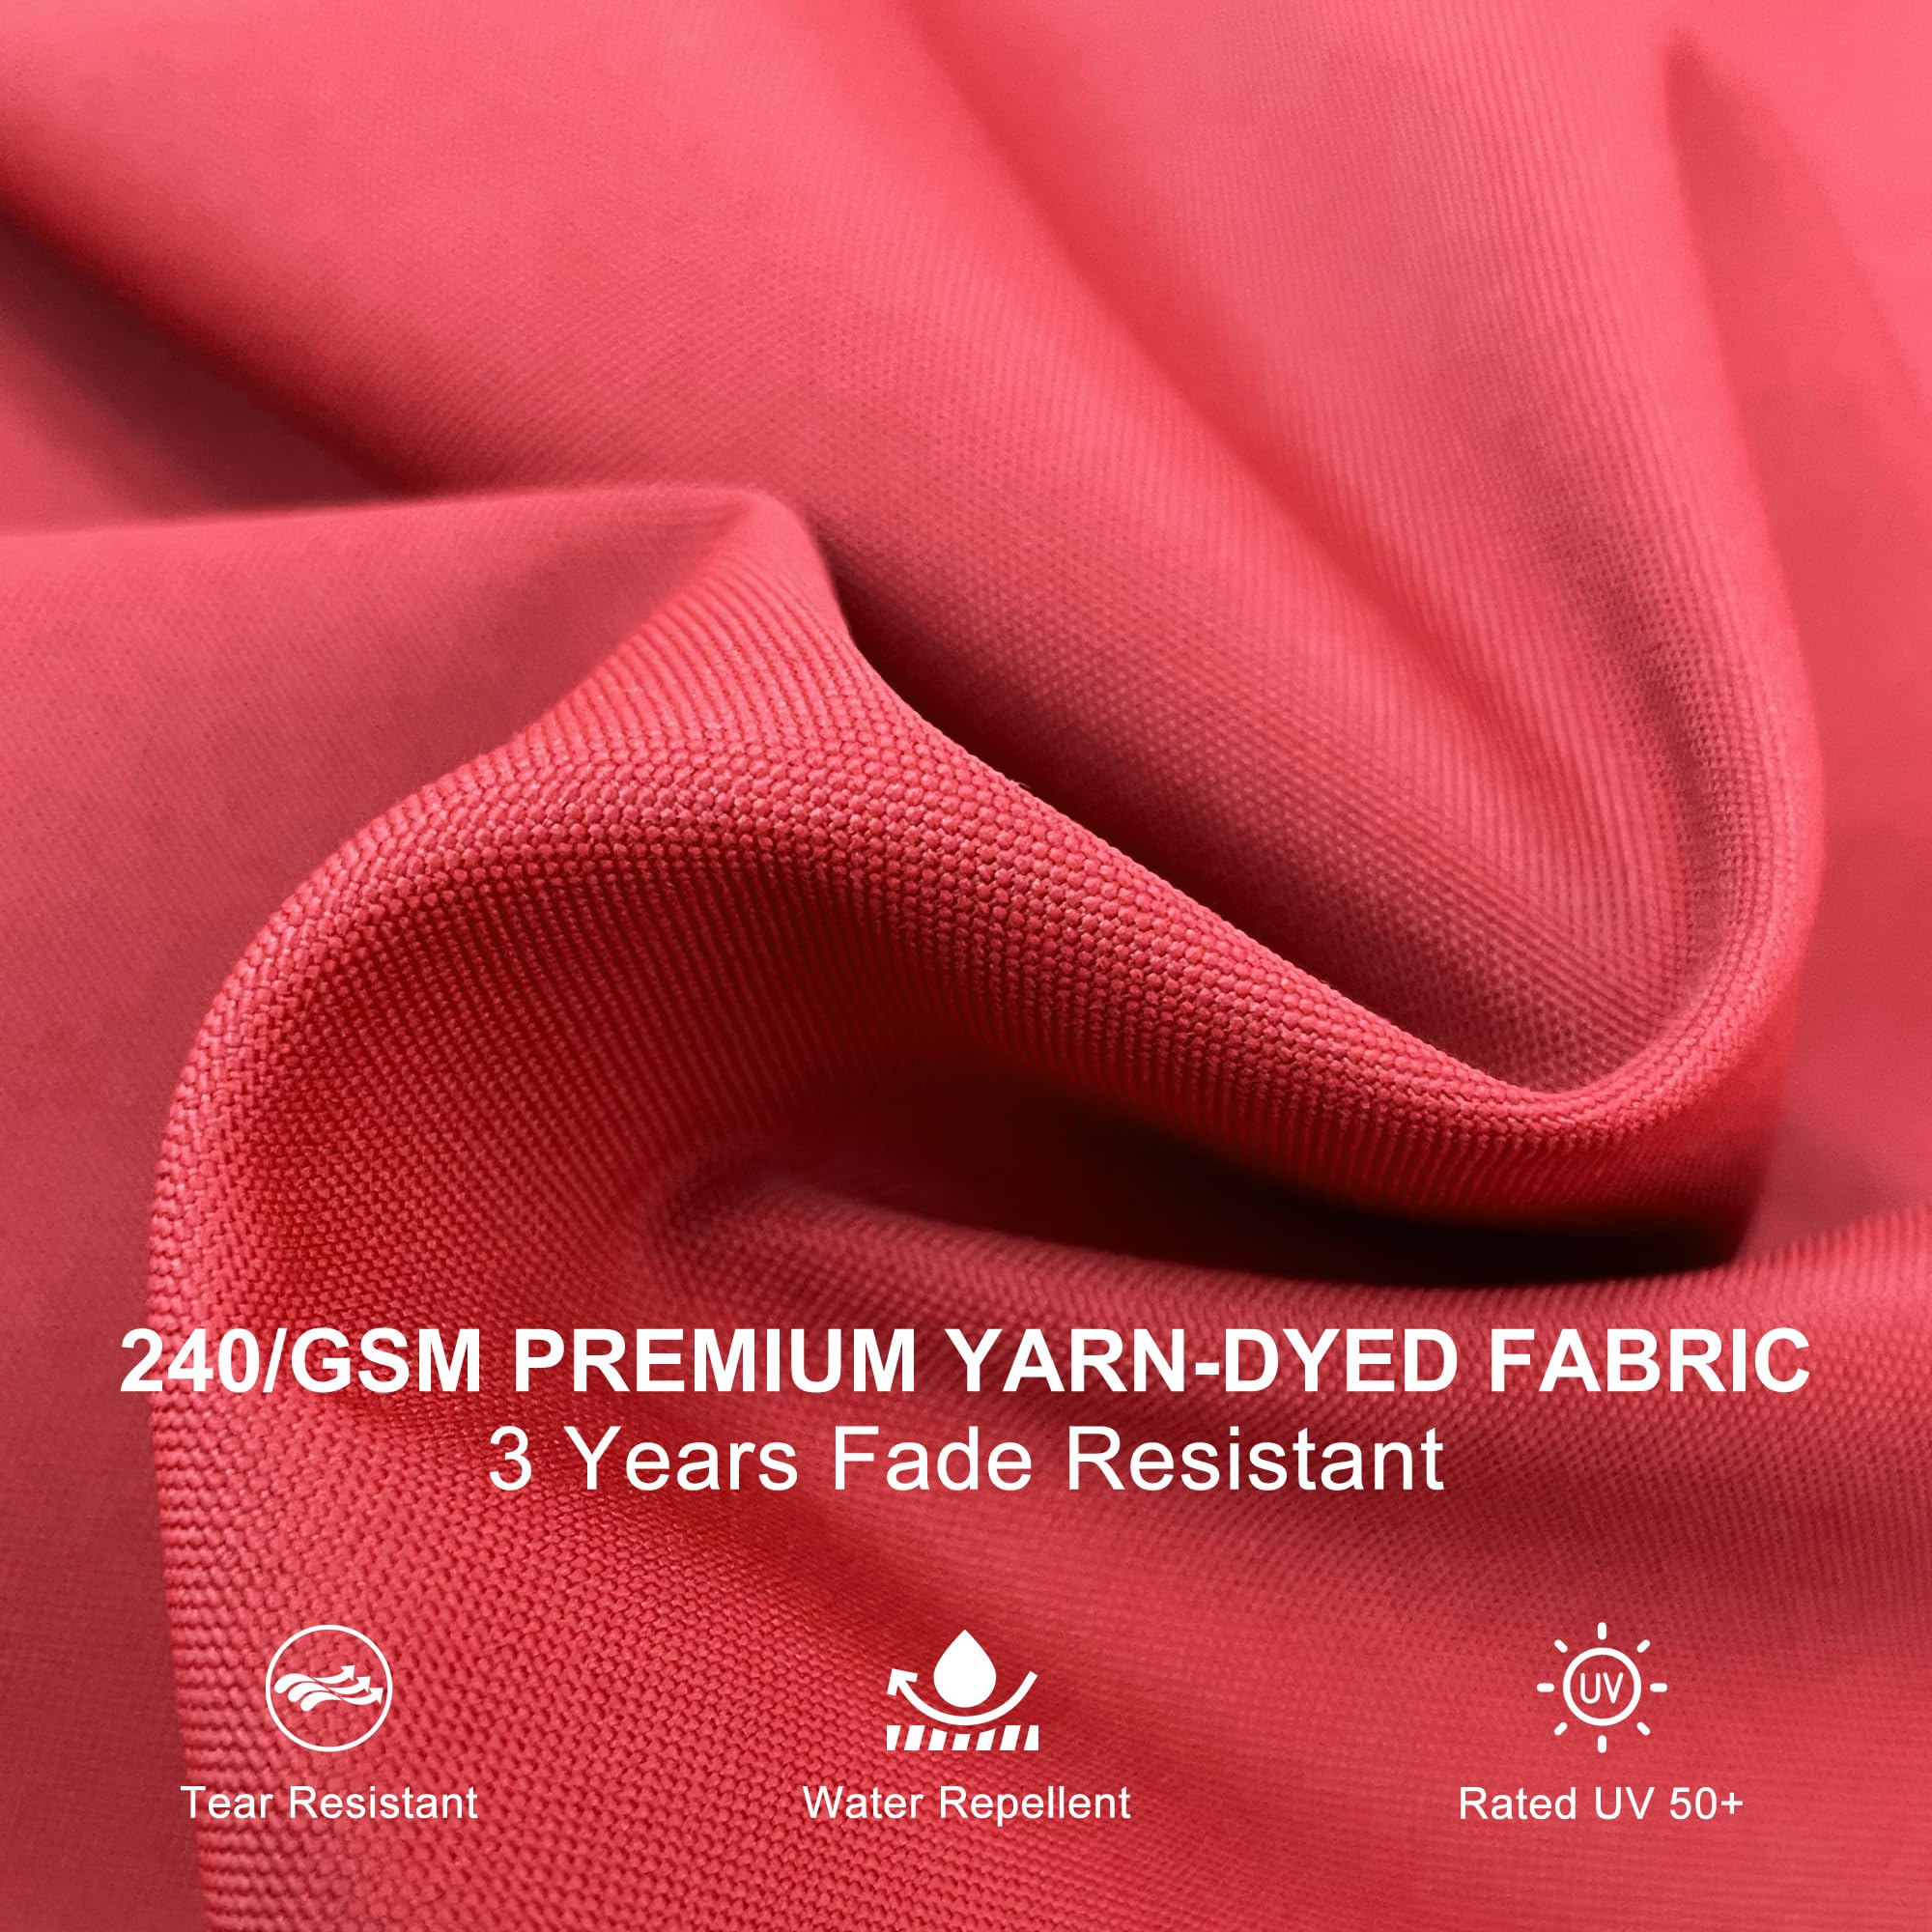 240/GSM PREMIUM YARN-DYED FABRIC
3 Years Fade Resistant
UV
Tear Resistant
Water Repellent
Rated UV 50+